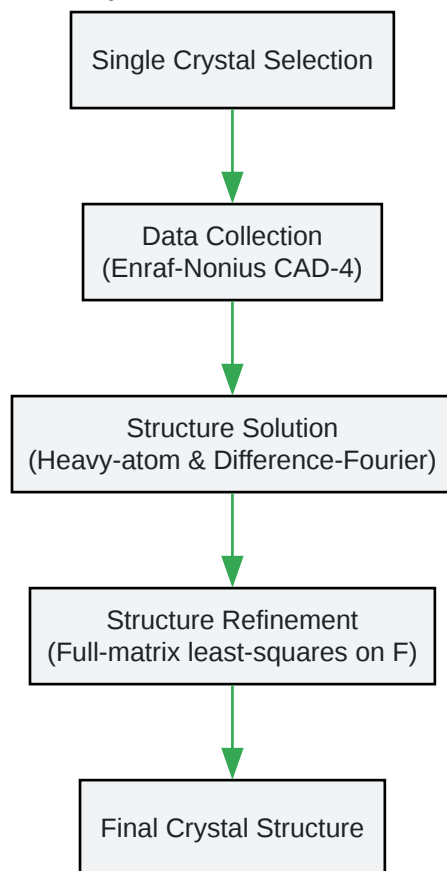 Single Crystal Selection
Data Collection
(Enraf-Nonius CAD-4)
Structure Solution
(Heavy-atom & Difference-Fourier)
Structure Refinement
(Full-matrix least-squares on F)
Final Crystal Structure